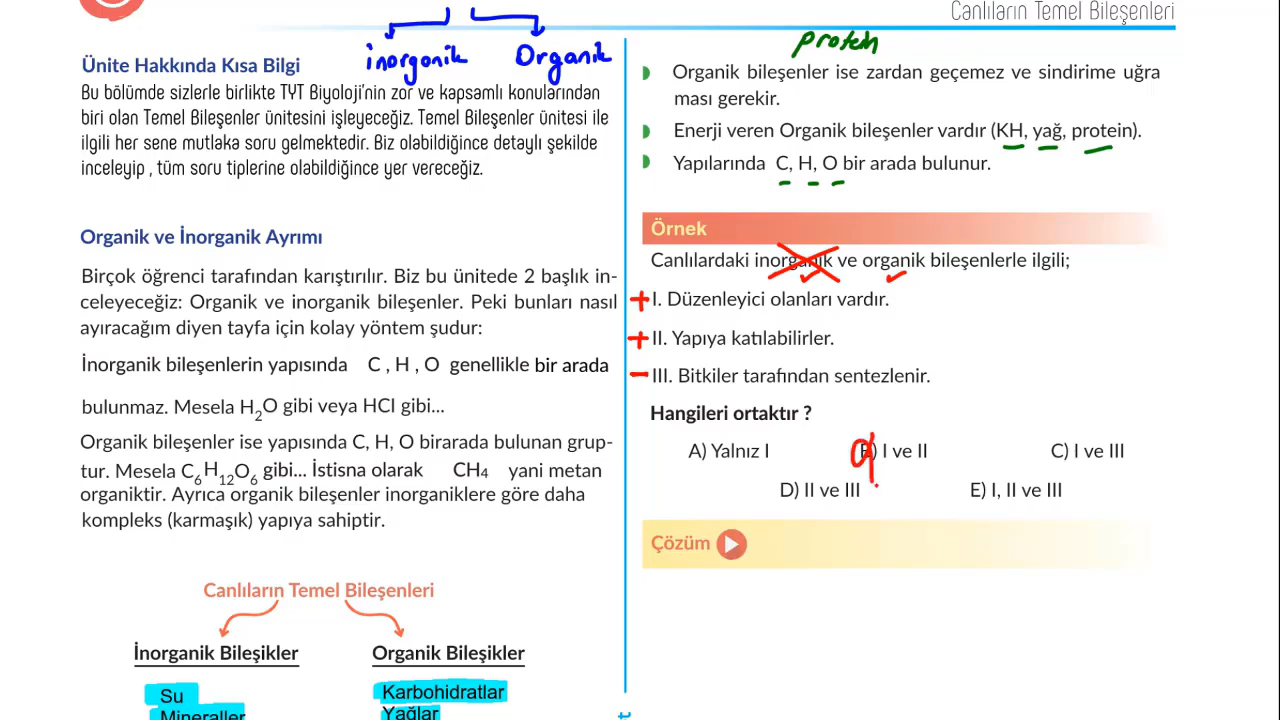 Canlıların Temel Bileşenleri
inorganik Organik
Ünite Hakkında Kısa Bilgi
Bu bölümde sizlerle birlikte TYT Biyoloji'nin zor ve kapsamlı konularından
biri olan Temel Bileşenler ünitesini işleyeceğiz. Temel Bileşenler ünitesi ile
ilgili her sene mutlaka soru gelmektedir. Biz olabildiğince detaylı şekilde
inceleyip , tüm soru tiplerine olabildiğince yer vereceğiz.
Organik ve İnorganik Ayrımı
Birçok öğrenci tarafından karıştırılır. Biz bu ünitede 2 başlık in-
celeyeceğiz: Organik ve inorganik bileşenler. Peki bunları nasıl
ayıracağım diyen tayfa için kolay yöntem şudur:
İnorganik bileşenlerin yapısında C , H , O genellikle bir arada
bulunmaz. Mesela H₂O gibi veya HCI gibi...
Organik bileşenler ise yapısında C, H, O birarada bulunan grup-
tur. Mesela C₆H₁₂O₆ gibi... İstisna olarak CH₄ yani metan
organiktir. Ayrıca organik bileşenler inorganiklere göre daha
kompleks (karmaşık) yapıya sahiptir.
Canlıların Temel Bileşenleri
İnorganik Bileşikler Organik Bileşikler
Su Karbohidratlar
Mineraller Yağlar
protein
Organik bileşenler ise zardan geçemez ve sindirime uğra
ması gerekir.
Enerji veren Organik bileşenler vardır (KH, yağ, protein).
Yapılarında C, H, O bir arada bulunur.
Örnek
Canlılardaki inorganik ve organik bileşenlerle ilgili;
+ I. Düzenleyici olanları vardır.
+ II. Yapıya katılabilirler.
- III. Bitkiler tarafından sentezlenir.
Hangileri ortaktır ?
A) Yalnız I B) I ve II C) I ve III
D) II ve III E) I, II ve III
Çözüm